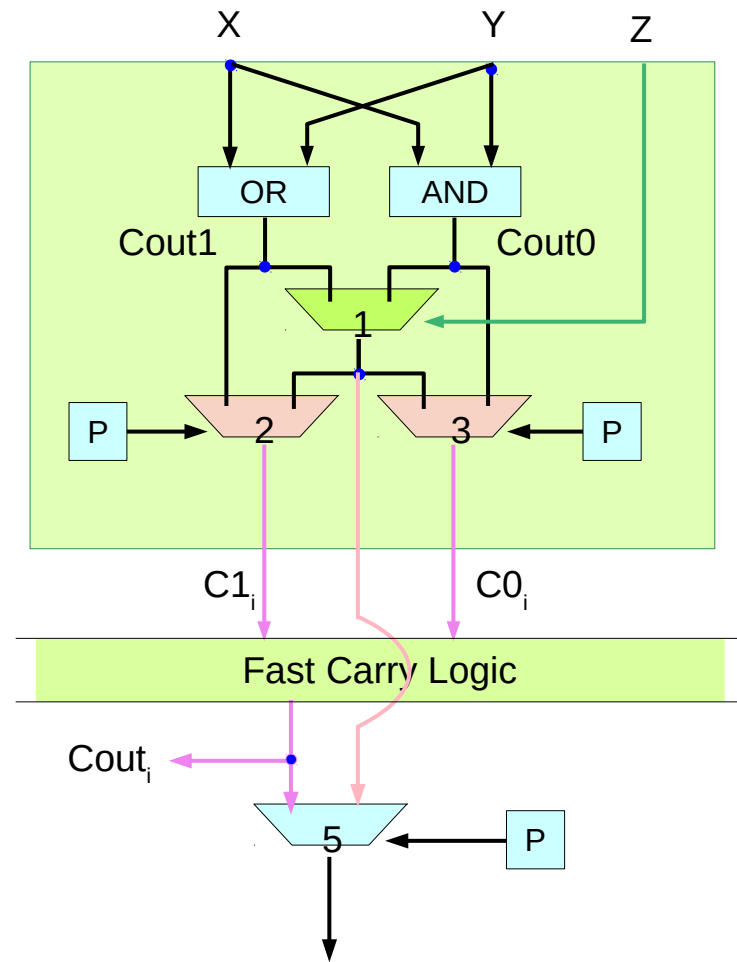 X Y Z
OR AND
Cout1 Cout0
1
P 2 3 P
C1i C0i
Fast Carry Logic
Couti
5 P